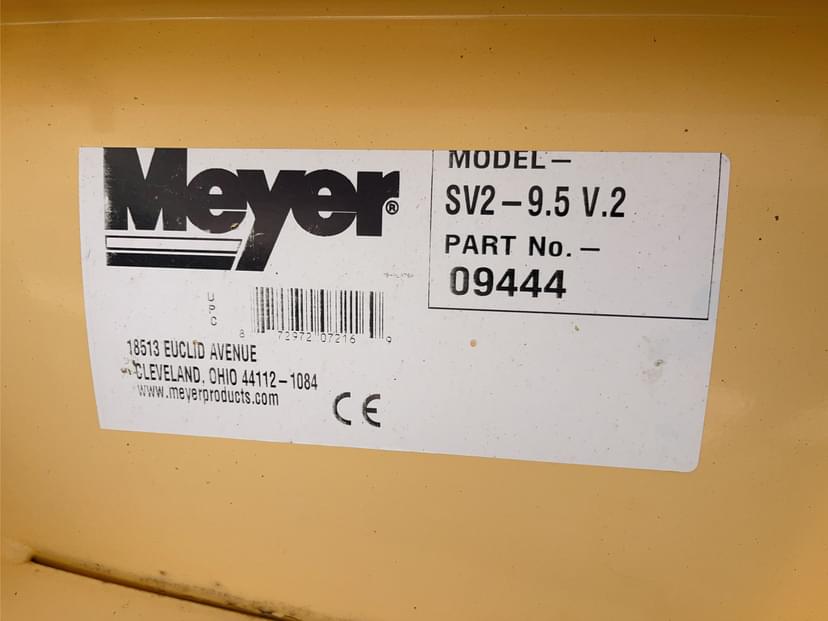 Meyer®
MODEL –
SV2 – 9.5 V.2
PART No. –
09444
UPC
8 72972 07216 9
18513 EUCLID AVENUE
CLEVELAND, OHIO 44112 – 1084
www.meyerproducts.com
CE